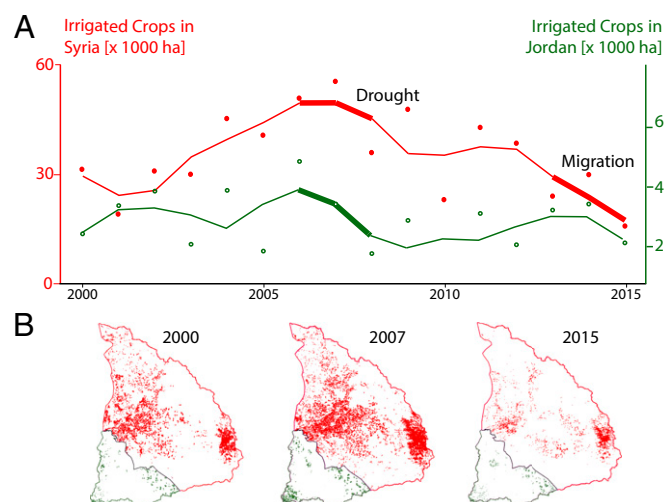 A
Irrigated Crops in
Syria [x 1000 ha]
Irrigated Crops in
Jordan [x 1000 ha]
60
30
0
Drought
Migration
6
4
2
2000
2005
2010
2015
B
2000
2007
2015